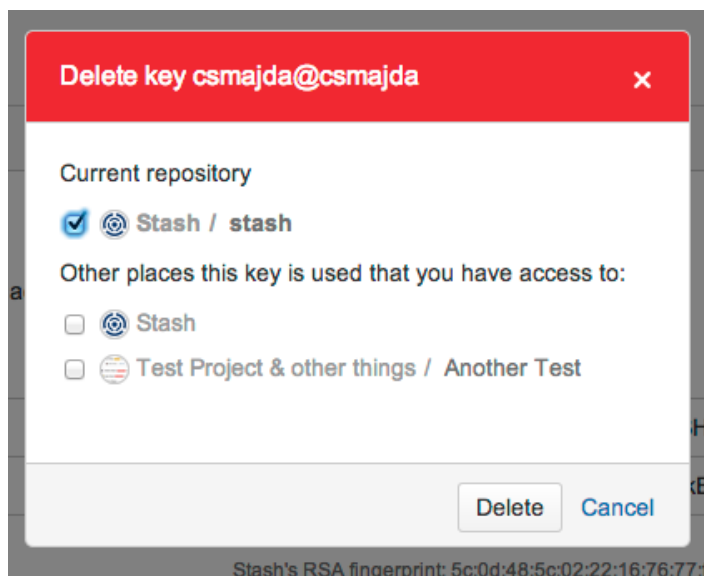 Delete key csmajda@csmajda
Current repository
Stash / stash
Other places this key is used that you have access to:
Stash
Test Project & other things / Another Test
Delete Cancel
Stash's RSA fingerprint: 5c:0d:48:5c:02:22:16:76:77: